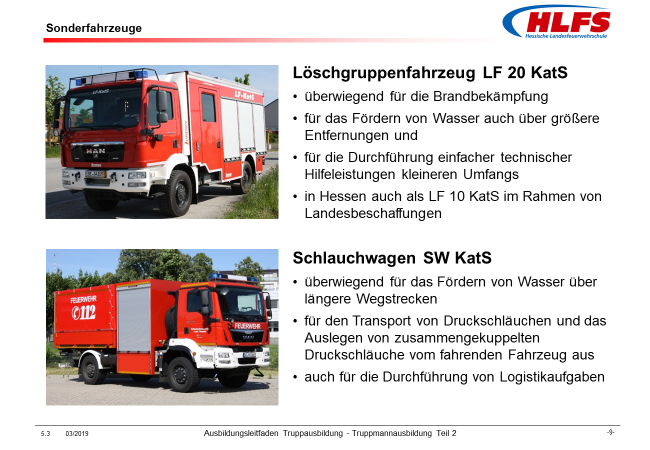 Sonderfahrzeuge
HLFS
Hessische Landesfeuerwehrschule
Löschgruppenfahrzeug LF 20 KatS
• überwiegend für die Brandbekämpfung
• für das Fördern von Wasser auch über größere
Entfernungen und
• für die Durchführung einfacher technischer
Hilfeleistungen kleineren Umfangs
• in Hessen auch als LF 10 KatS im Rahmen von
Landesbeschaffungen
LF-KatS
LF-KatS
MAN
Schlauchwagen SW KatS
• überwiegend für das Fördern von Wasser über
längere Wegstrecken
• für den Transport von Druckschläuchen und das
Auslegen von zusammengekuppelten
Druckschläuche vom fahrenden Fahrzeug aus
• auch für die Durchführung von Logistikaufgaben
FEUERWEHR
112
FEUERWEHR
5.3 03/2019 Ausbildungsleitfaden Truppausbildung - Truppmannausbildung Teil 2 -9-